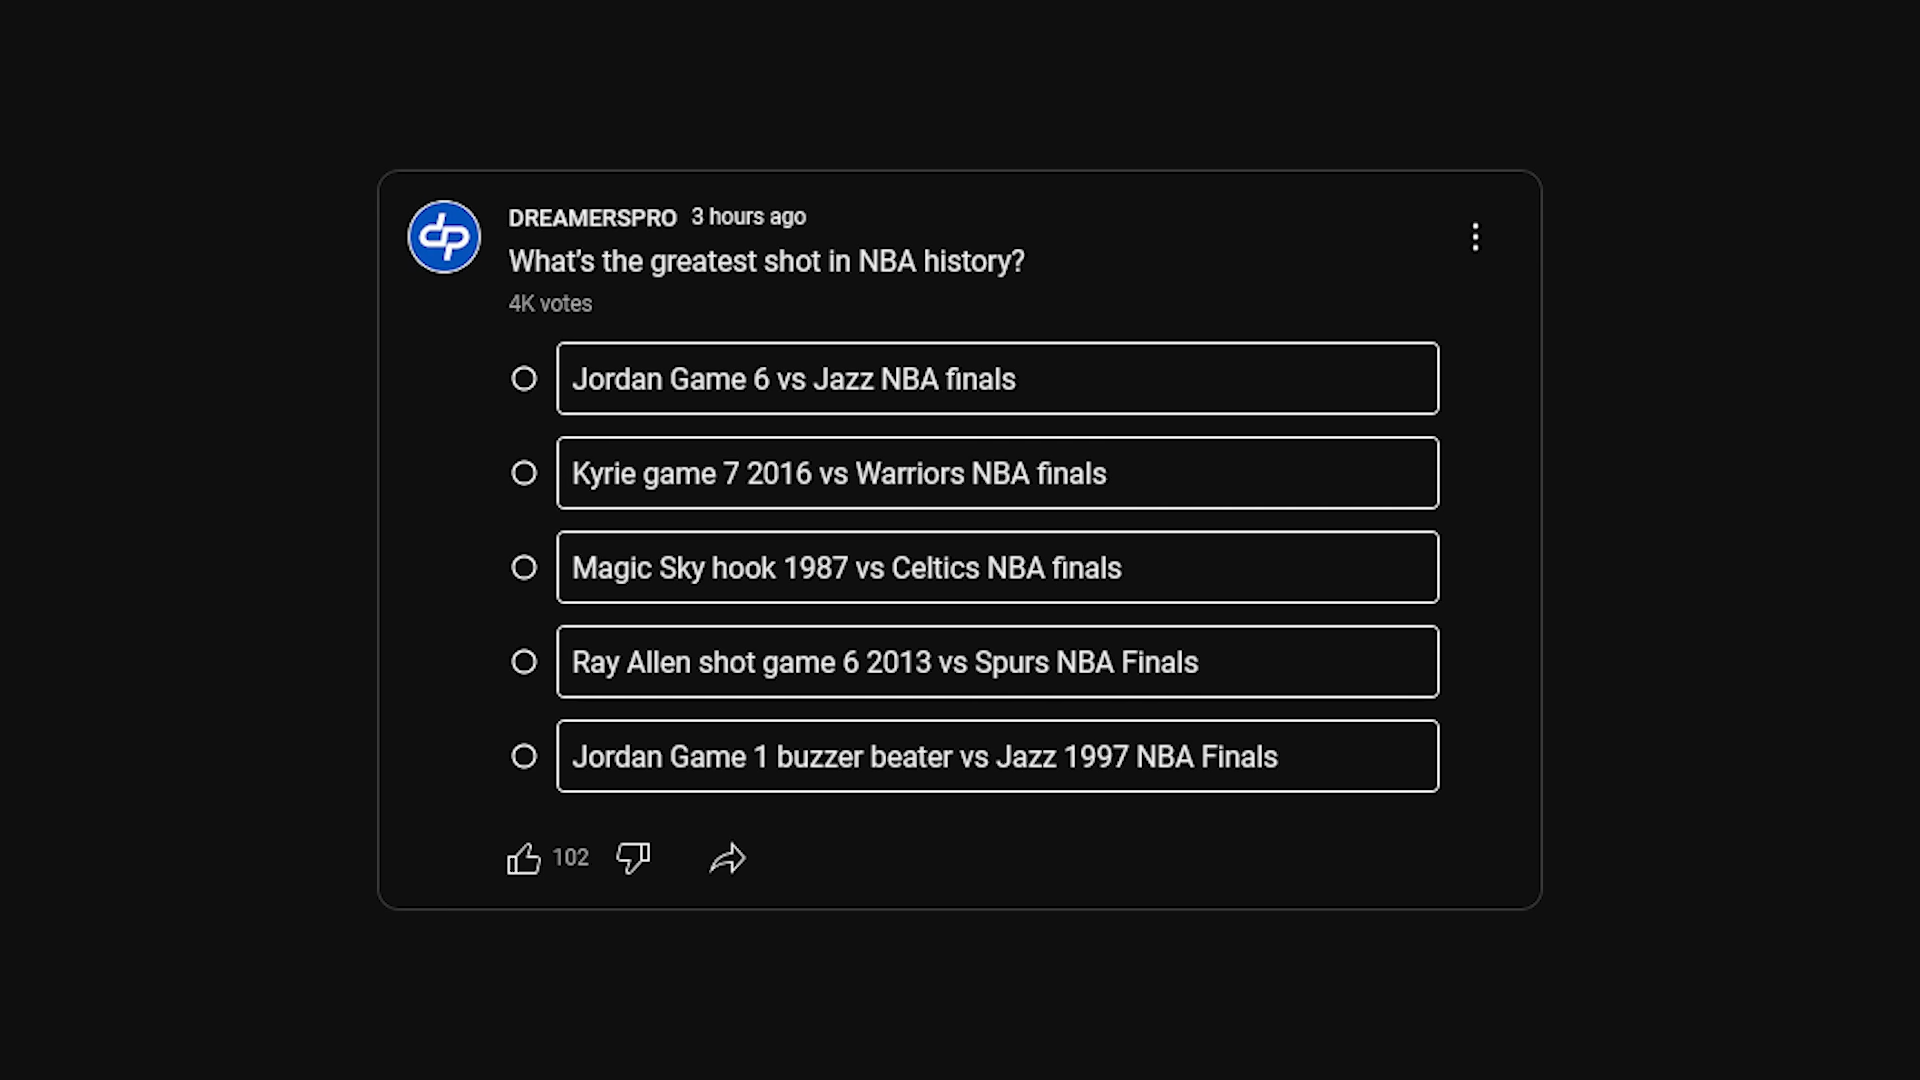 dp
DREAMERSPRO 3 hours ago
What's the greatest shot in NBA history?
4K votes
Jordan Game 6 vs Jazz NBA finals
Kyrie game 7 2016 vs Warriors NBA finals
Magic Sky hook 1987 vs Celtics NBA finals
Ray Allen shot game 6 2013 vs Spurs NBA Finals
Jordan Game 1 buzzer beater vs Jazz 1997 NBA Finals
102